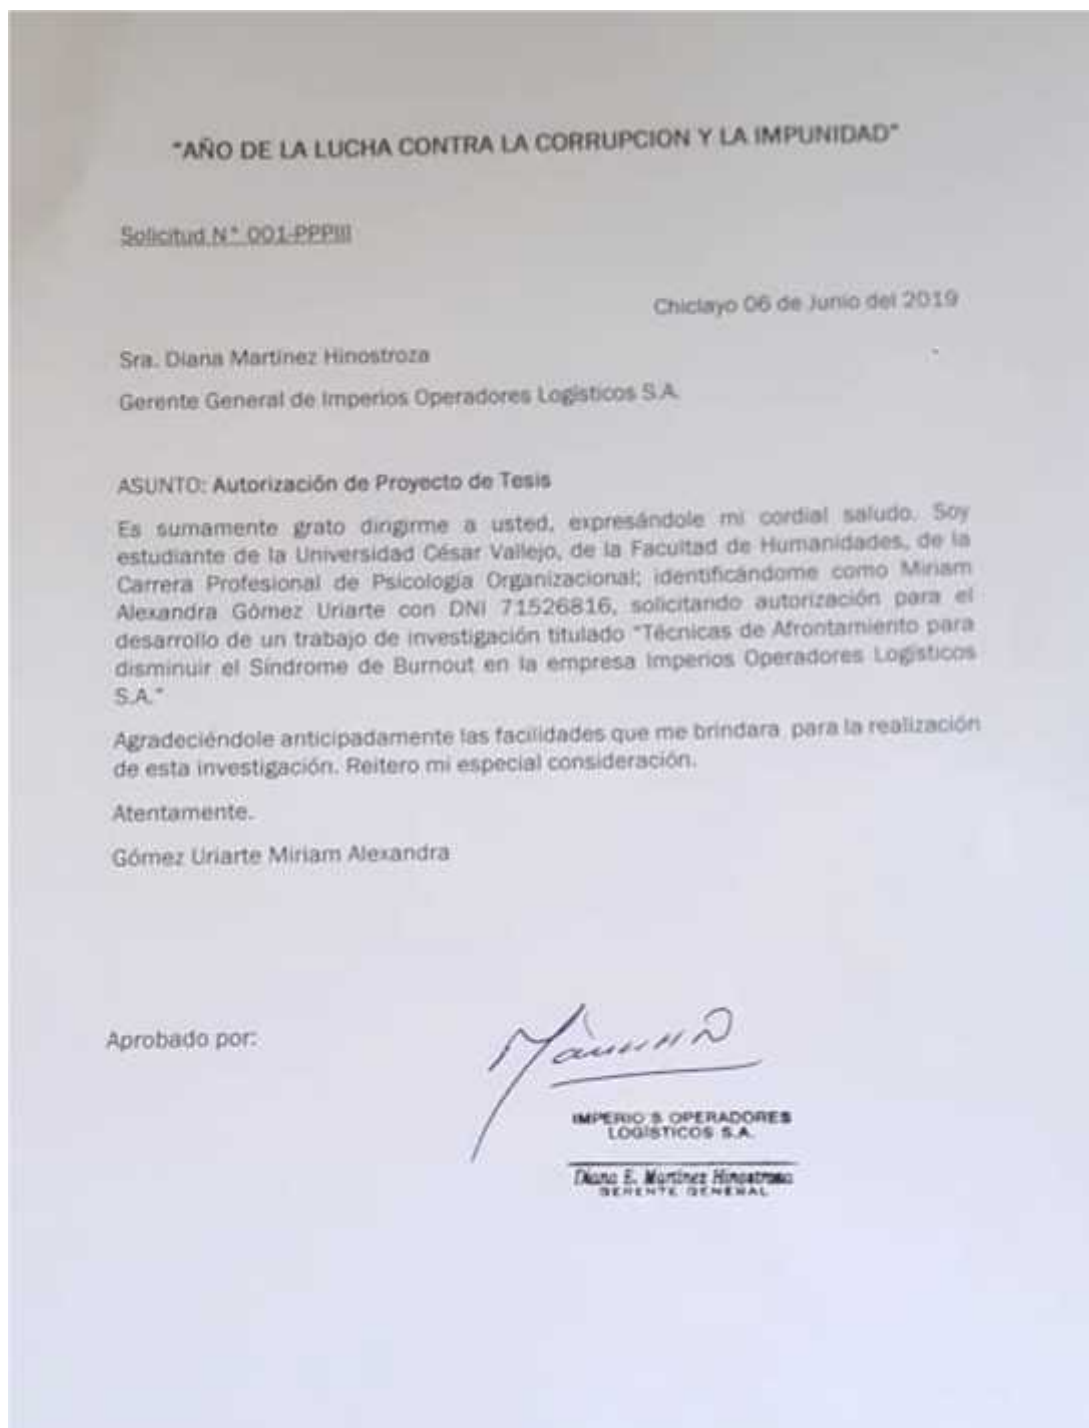 "AÑO DE LA LUCHA CONTRA LA CORRUPCION Y LA IMPUNIDAD"
Solicitud N° 001-PPPIII
Chiclayo 06 de Junio del 2019
Sra. Diana Martínez Hinostroza
Gerente General de Imperios Operadores Logísticos S.A.
ASUNTO: Autorización de Proyecto de Tesis
Es sumamente grato dirigirme a usted, expresándole mi cordial saludo. Soy
estudiante de la Universidad César Vallejo, de la Facultad de Humanidades, de la
Carrera Profesional de Psicología Organizacional; identificándome como Miriam
Alexandra Gómez Uriarte con DNI 71526816, solicitando autorización para el
desarrollo de un trabajo de investigación titulado "Técnicas de Afrontamiento para
disminuir el Síndrome de Burnout en la empresa Imperios Operadores Logísticos
S.A."
Agradeciéndole anticipadamente las facilidades que me brindara para la realización
de esta investigación. Reitero mi especial consideración.
Atentamente.
Gómez Uriarte Miriam Alexandra
Aprobado por:
IMPERIO'S OPERADORES
LOGÍSTICOS S.A.
Diana E. Martínez Hinostroza
GERENTE GENERAL